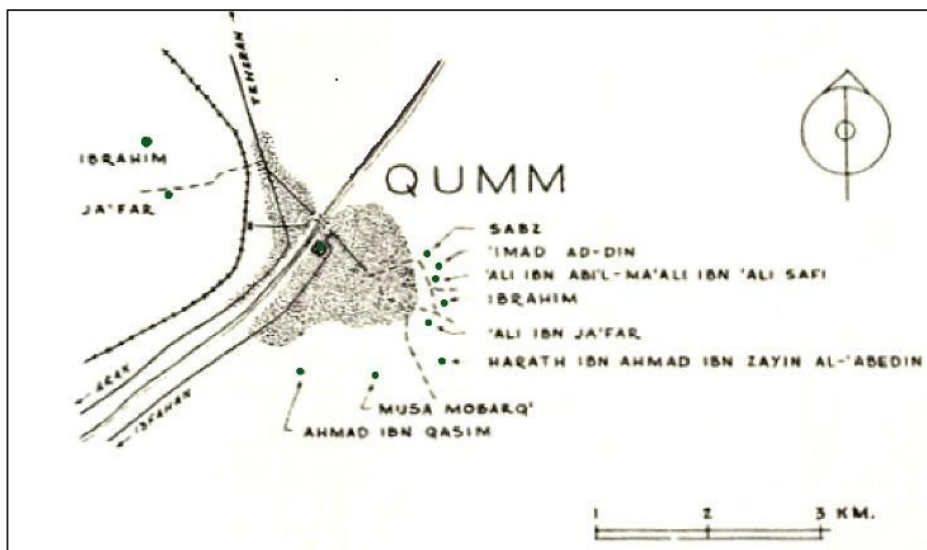 TEHERAN
IBRAHIM
JA'FAR
QUMM
SABZ
'IMAD AD-DIN
'ALI IBN ABI'L-MA'ALI IBN 'ALI SAFI
IBRAHIM
'ALI IBN JA'FAR
HARATH IBN AHMAD IBN ZAYIN AL-'ABEDIN
MUSA MOBARQ'
AHMAD IBN QASIM
ARAK
ISFAHAN
1 2 3 KM.